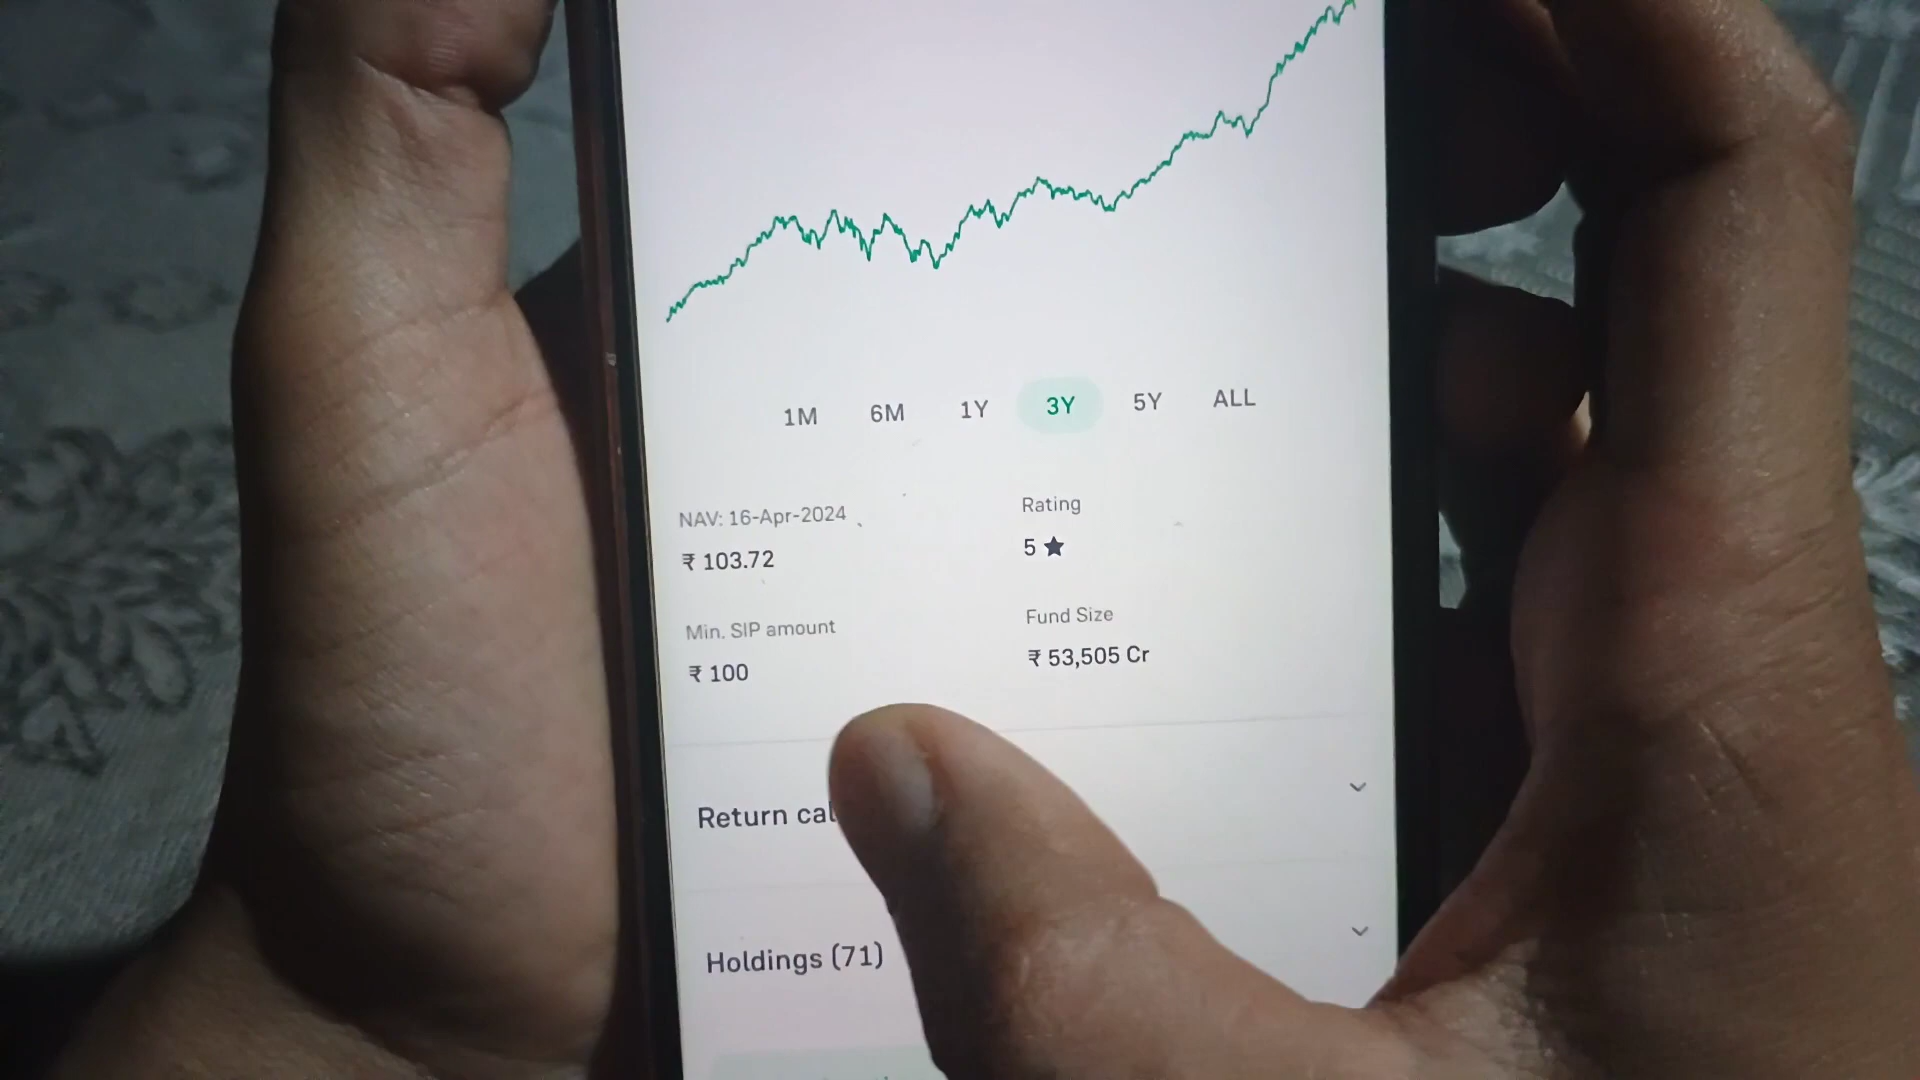 1M 6M 1Y 3Y 5Y ALL
NAV: 16-Apr-2024
₹ 103.72
Rating
5 ★
Min. SIP amount
₹ 100
Fund Size
₹ 53,505 Cr
Return cal
Holdings (71)